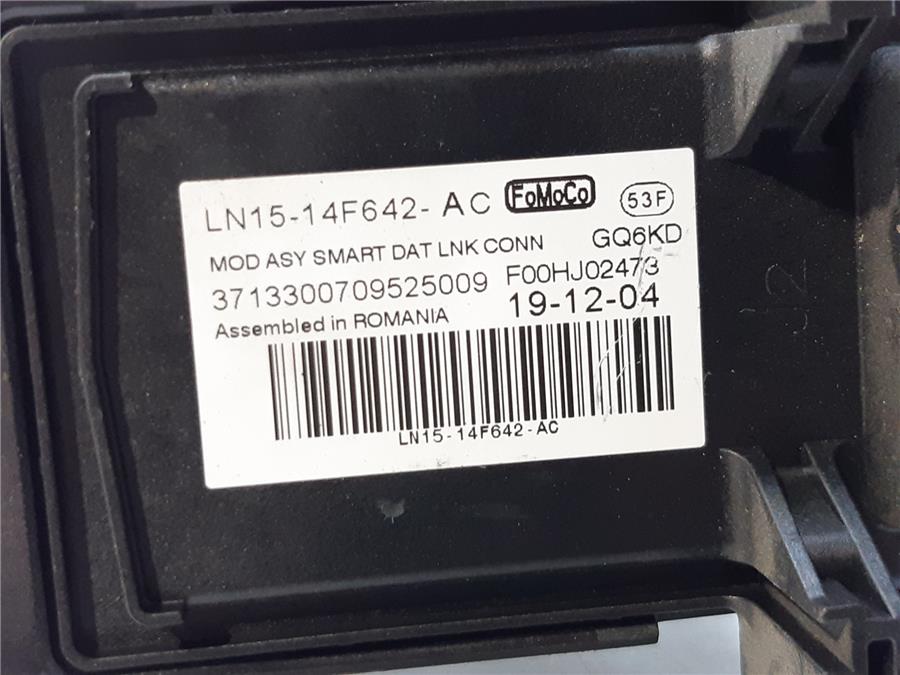 LN15-14F642- AC FoMoCo 53F
MOD ASY SMART DAT LNK CONN GQ6KD
3713300709525009 F00HJ02473
Assembled in ROMANIA 19-12-04
LN15-14F642-AC
J2